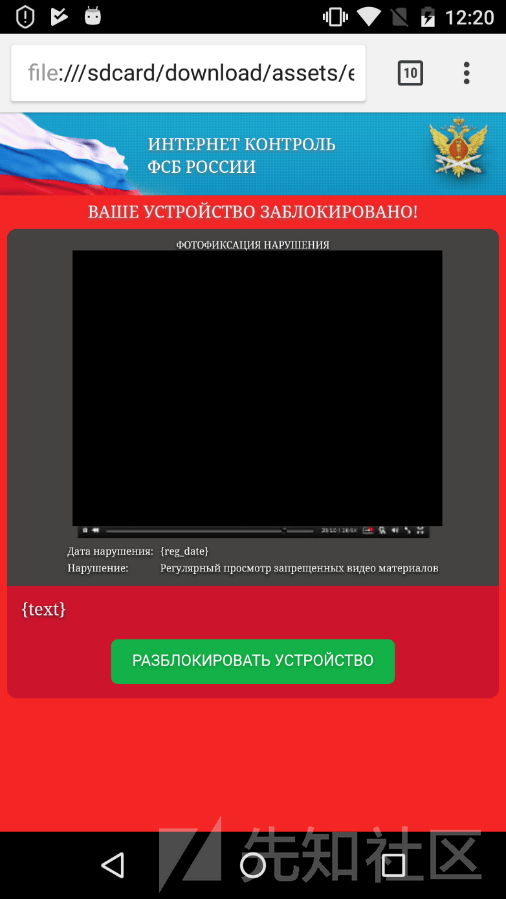 12:20
file:///sdcard/download/assets/e
10
ИНТЕРНЕТ КОНТРОЛЬ
ФСБ РОССИИ
ВАШЕ УСТРОЙСТВО ЗАБЛОКИРОВАНО!
ФОТОФИКСАЦИЯ НАРУШЕНИЯ
Дата нарушения: {reg_date}
Нарушение: Регулярный просмотр запрещенных видео материалов
{text}
РАЗБЛОКИРОВАТЬ УСТРОЙСТВО
先知社区